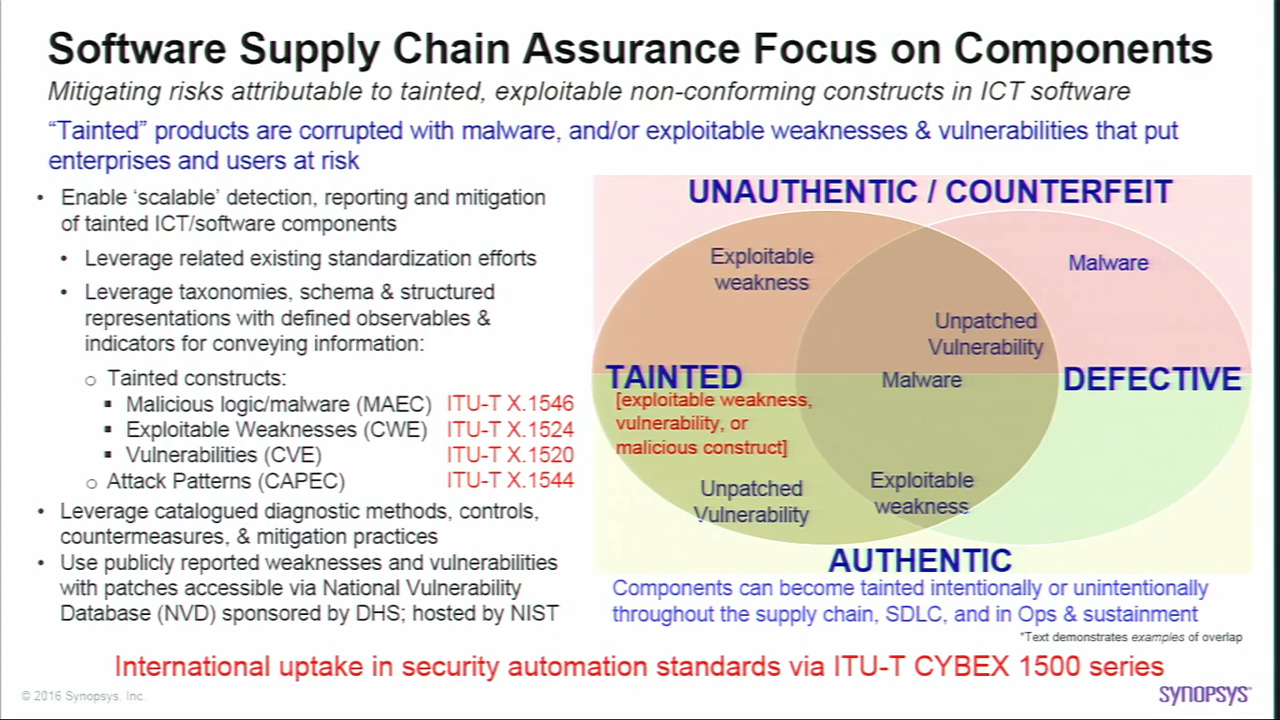 Software Supply Chain Assurance Focus on Components
Mitigating risks attributable to tainted, exploitable non-conforming constructs in ICT software
“Tainted” products are corrupted with malware, and/or exploitable weaknesses & vulnerabilities that put
enterprises and users at risk
• Enable ‘scalable’ detection, reporting and mitigation
of tainted ICT/software components
• Leverage related existing standardization efforts
• Leverage taxonomies, schema & structured
representations with defined observables &
indicators for conveying information:
o Tainted constructs:
▪ Malicious logic/malware (MAEC) ITU-T X.1546
▪ Exploitable Weaknesses (CWE) ITU-T X.1524
▪ Vulnerabilities (CVE) ITU-T X.1520
o Attack Patterns (CAPEC) ITU-T X.1544
• Leverage catalogued diagnostic methods, controls,
countermeasures, & mitigation practices
• Use publicly reported weaknesses and vulnerabilities
with patches accessible via National Vulnerability
Database (NVD) sponsored by DHS; hosted by NIST
UNAUTHENTIC / COUNTERFEIT
Exploitable
weakness
Malware
Unpatched
Vulnerability
TAINTED
Malware
DEFECTIVE
[exploitable weakness,
vulnerability, or
malicious construct]
Unpatched
Vulnerability
Exploitable
weakness
AUTHENTIC
Components can become tainted intentionally or unintentionally
throughout the supply chain, SDLC, and in Ops & sustainment
*Text demonstrates examples of overlap
International uptake in security automation standards via ITU-T CYBEX 1500 series
© 2016 Synopsys, Inc.
SYNOPSYS